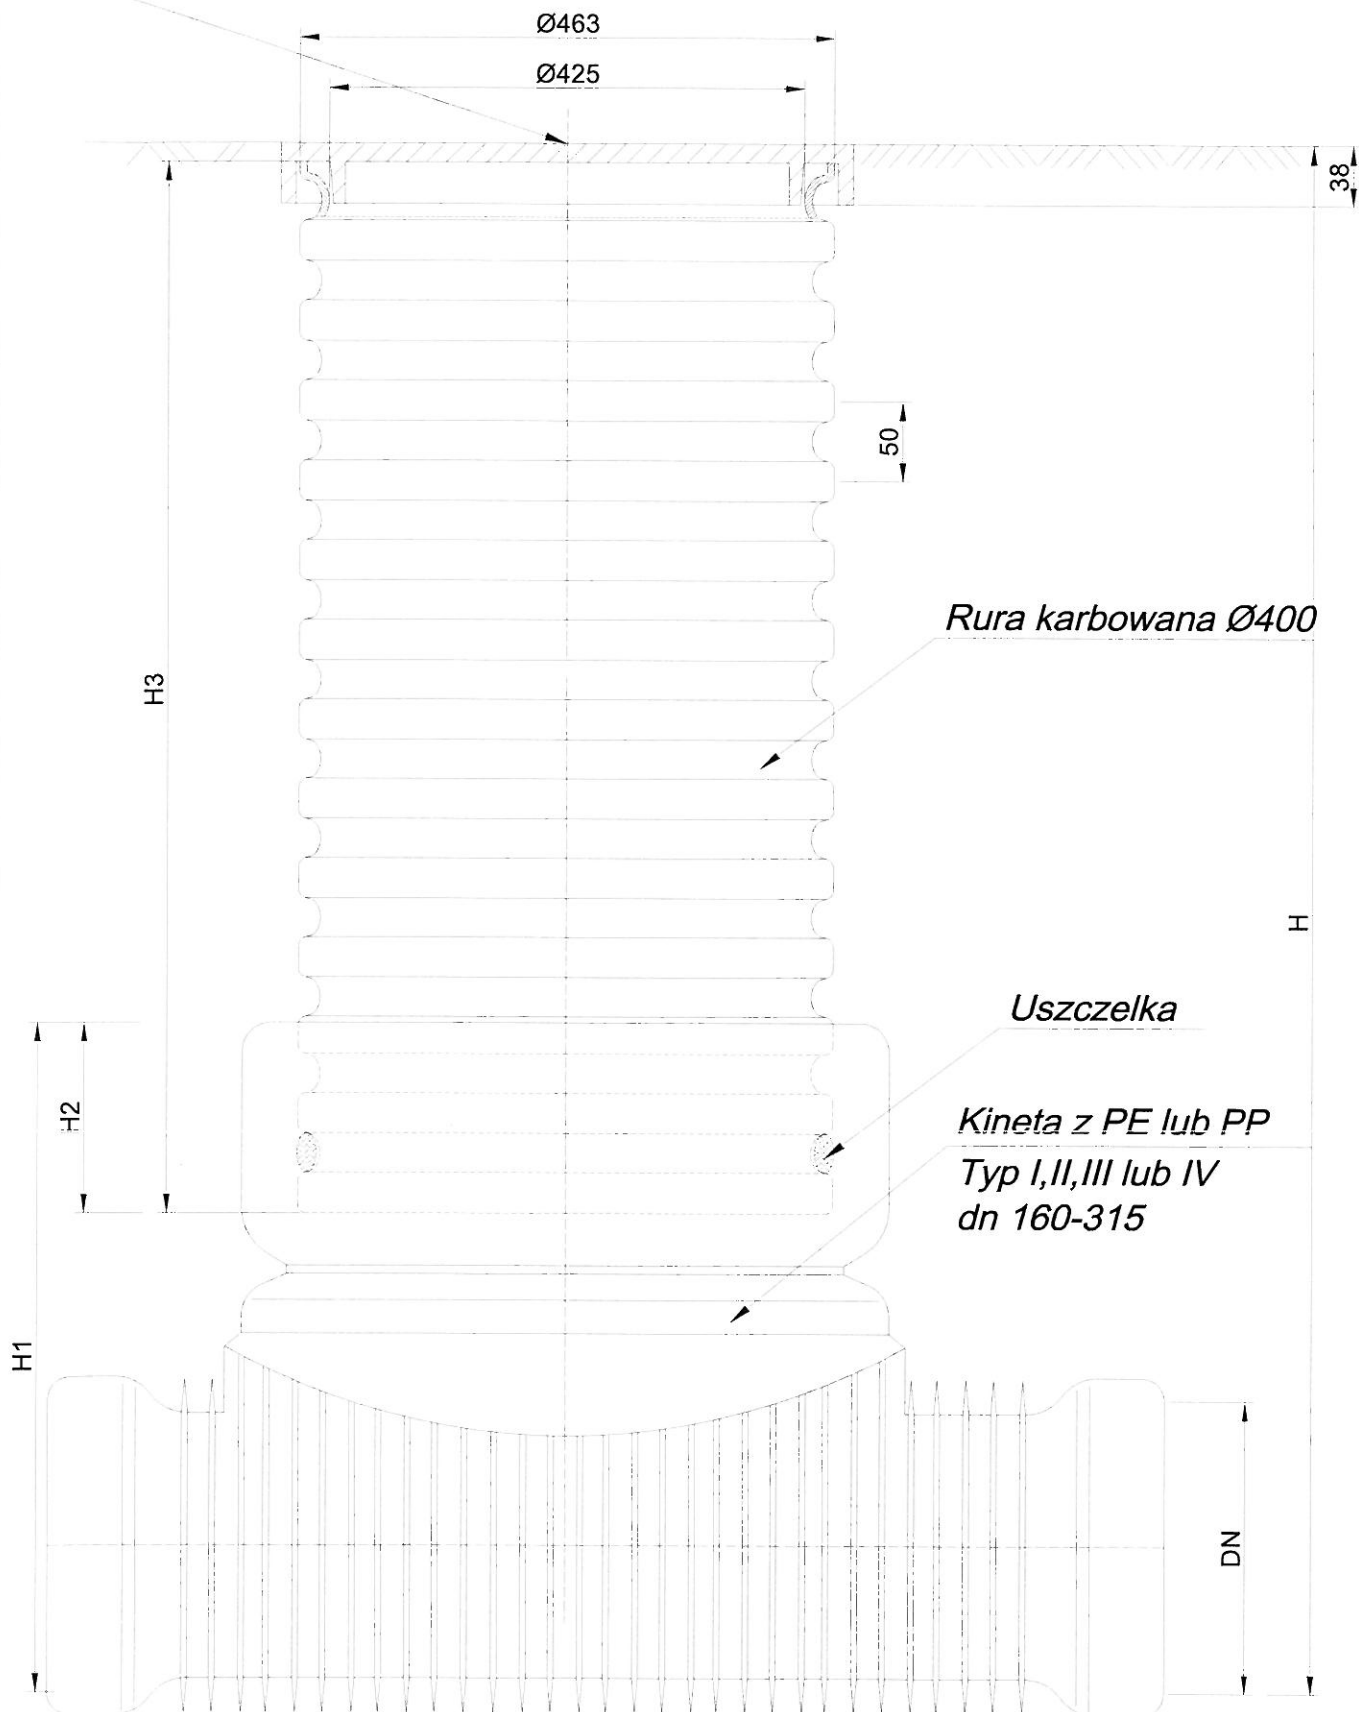 Ø463
Ø425
38
50
Rura karbowana Ø400
H3
H
Uszczelka
H2
Kineta z PE lub PP
Typ I,II,III lub IV
dn 160-315
H1
DN